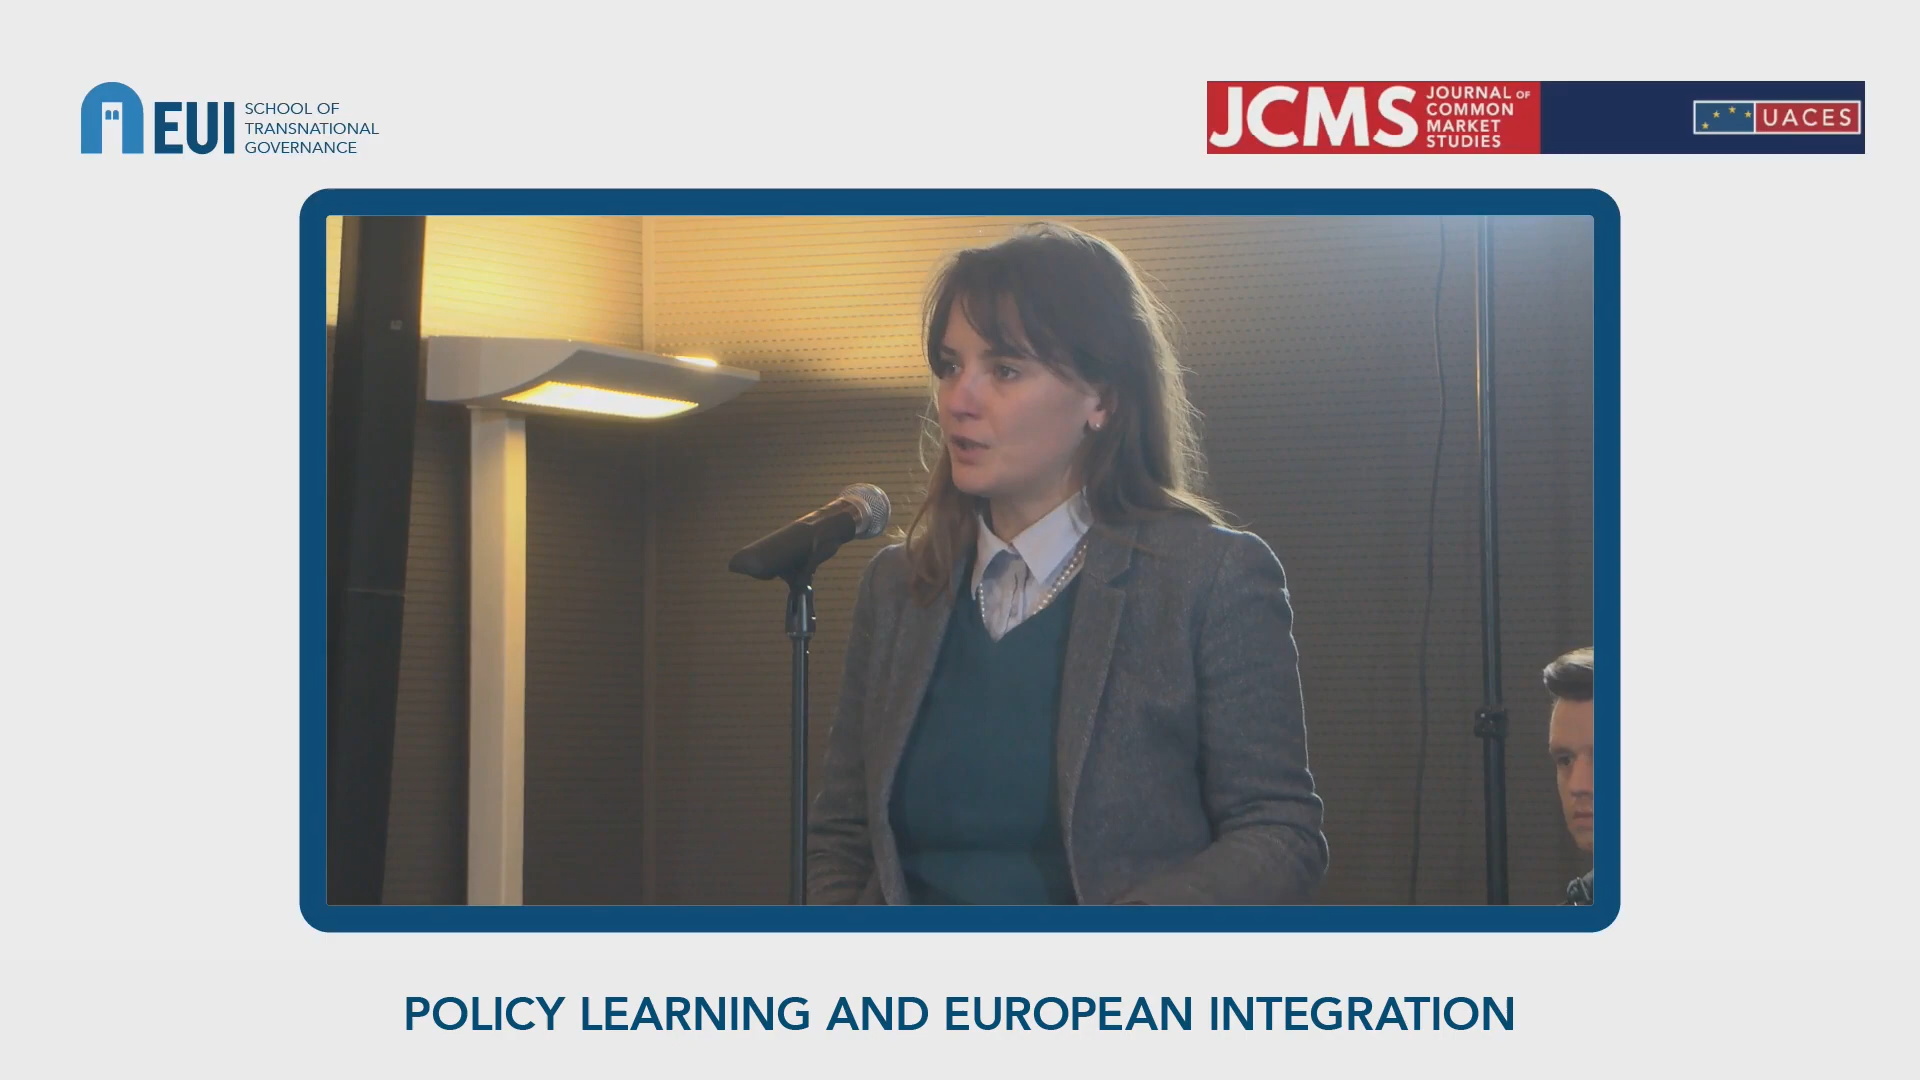 EUI
SCHOOL OF
TRANSNATIONAL
GOVERNANCE
JCMS
JOURNAL OF
COMMON
MARKET
STUDIES
UACES
POLICY LEARNING AND EUROPEAN INTEGRATION